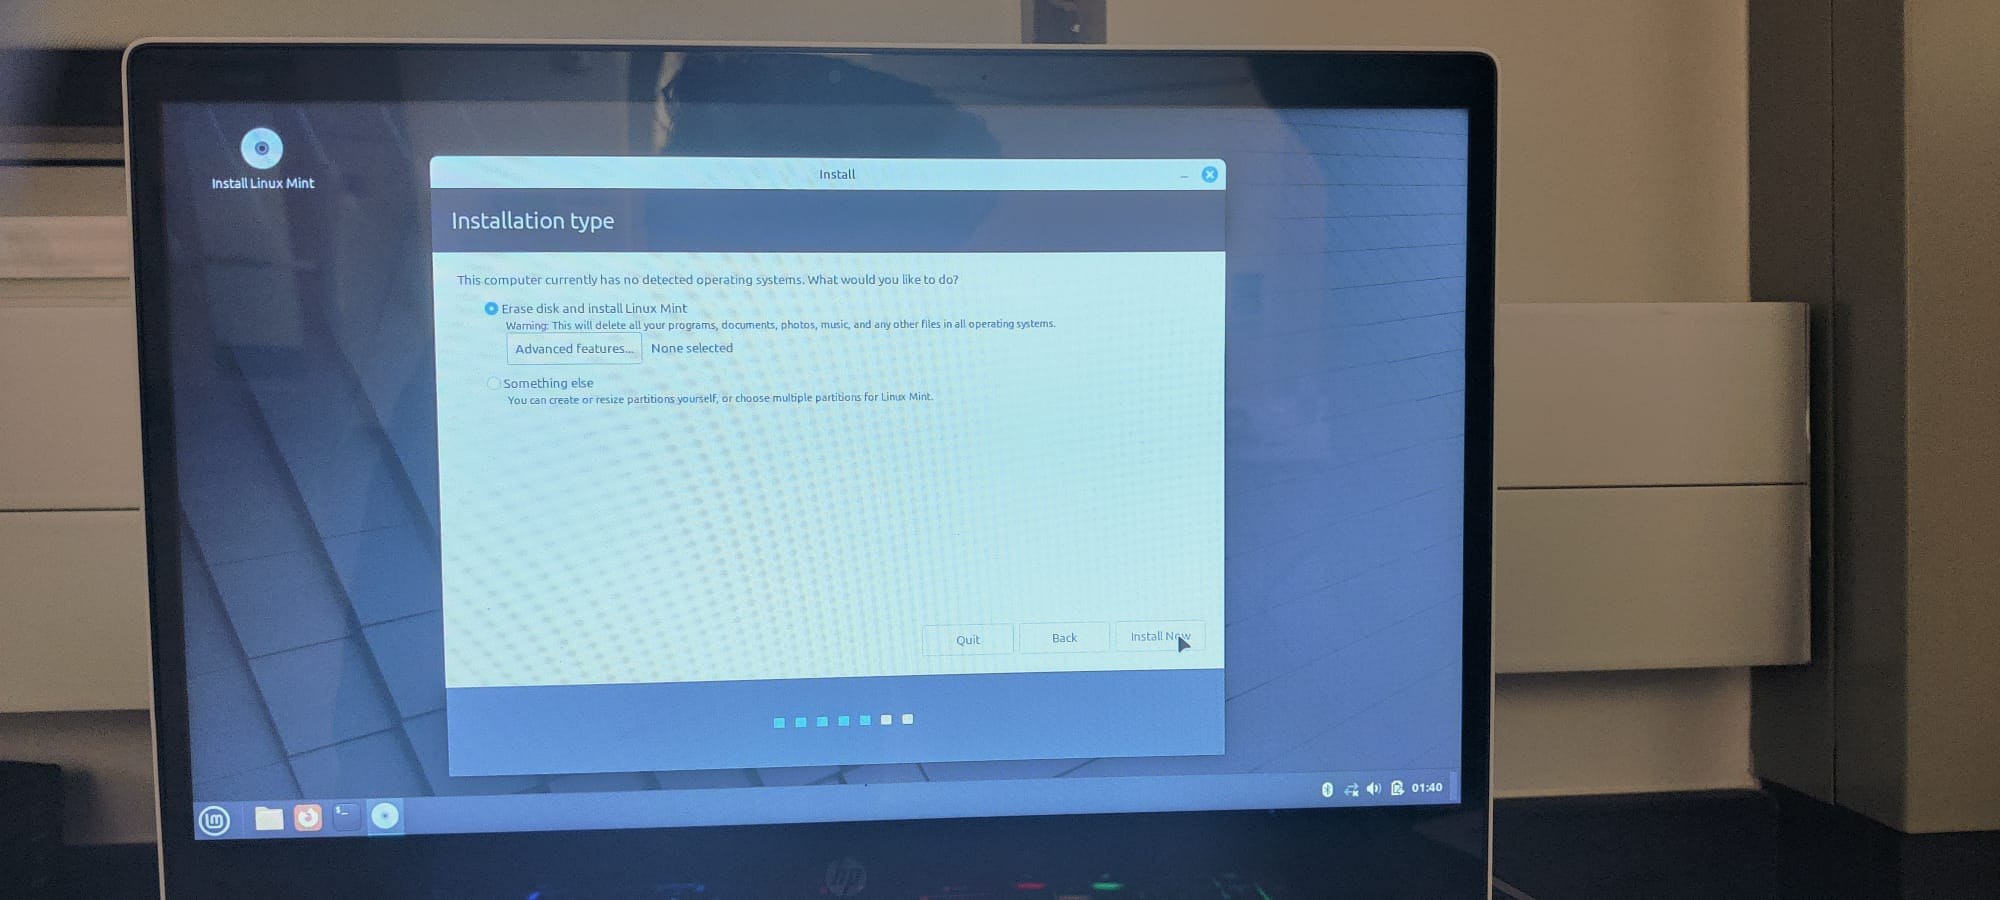 Install Linux Mint
Install
Installation type
This computer currently has no detected operating systems. What would you like to do?
Erase disk and install Linux Mint
Warning: This will delete all your programs, documents, photos, music, and any other files in all operating systems.
Advanced features... None selected
Something else
You can create or resize partitions yourself, or choose multiple partitions for Linux Mint.
Quit Back Install Now
$_
01:40
hp